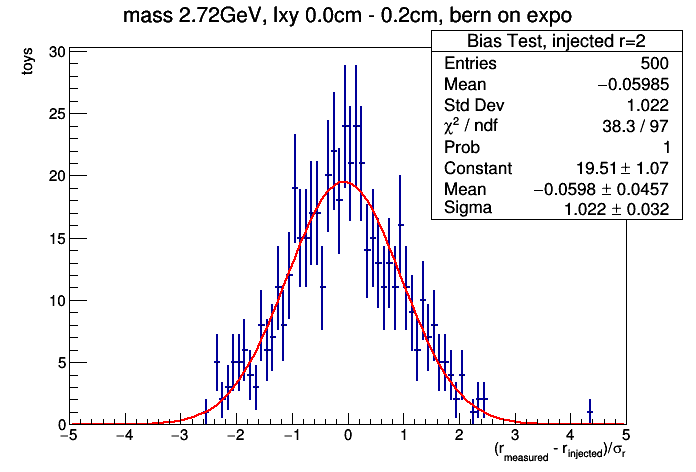 mass 2.72GeV, lxy 0.0cm - 0.2cm, bern on expo
Bias Test, injected r=2
Entries 500
Mean −0.05985
Std Dev 1.022
χ² / ndf 38.3 / 97
Prob 1
Constant 19.51 ± 1.07
Mean −0.0598 ± 0.0457
Sigma 1.022 ± 0.032
toys
30
25
20
15
10
5
0
−5 −4 −3 −2 −1 0 1 2 3 4 5
(r_measured - r_injected)/σ_r